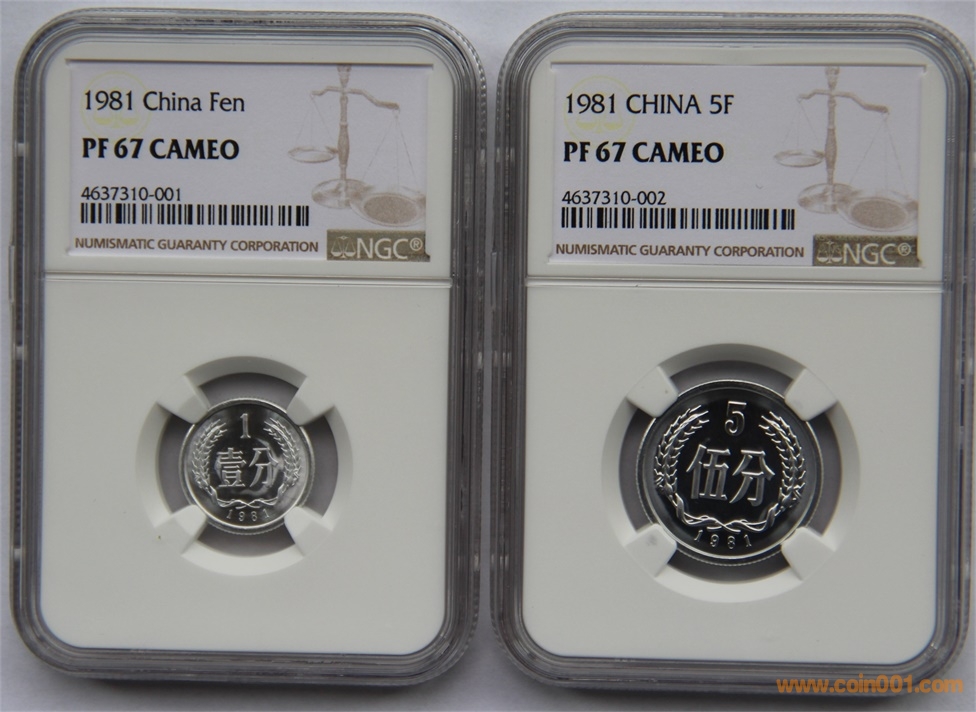 1981 China Fen
PF 67 CAMEO
4637310-001
NUMISMATIC GUARANTY CORPORATION
NGC®
1
壹分
1981
1981 CHINA 5F
PF 67 CAMEO
4637310-002
NUMISMATIC GUARANTY CORPORATION
NGC®
5
伍分
1981
www.coin001.com